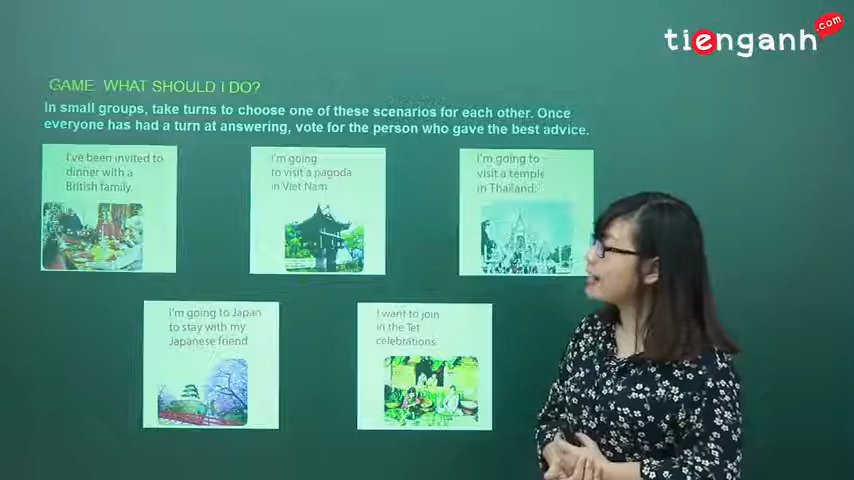 tienganh.com
GAME WHAT SHOULD I DO?
In small groups, take turns to choose one of these scenarios for each other. Once
everyone has had a turn at answering, vote for the person who gave the best advice.
I've been invited to
dinner with a
British family.
I'm going
to visit a pagoda
in Viet Nam
I'm going to
visit a temple
in Thailand.
I'm going to Japan
to stay with my
Japanese friend
I want to join
in the Tet
celebrations